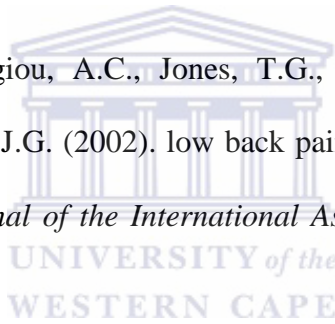 giou, A.C., Jones, T.G.,
J.G. (2002). low back pai
nal of the International As
UNIVERSITY of the
WESTERN CAPE